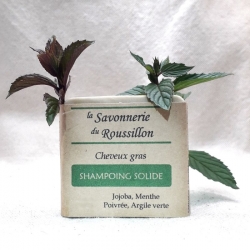 la Savonnerie
du Roussillon
Cheveux gras
SHAMPOING SOLIDE
Jojoba, Menthe
Poivrée, Argile verte